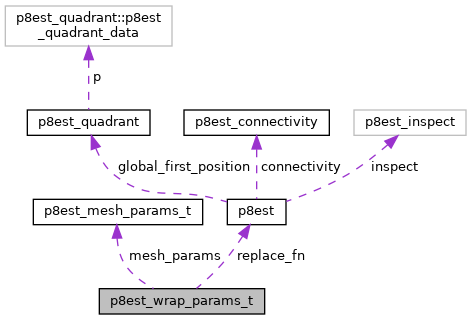 p8est_quadrant::p8est
_quadrant_data
p
p8est_quadrant
p8est_connectivity
p8est_inspect
global_first_position
connectivity
inspect
p8est_mesh_params_t
p8est
mesh_params
replace_fn
p8est_wrap_params_t